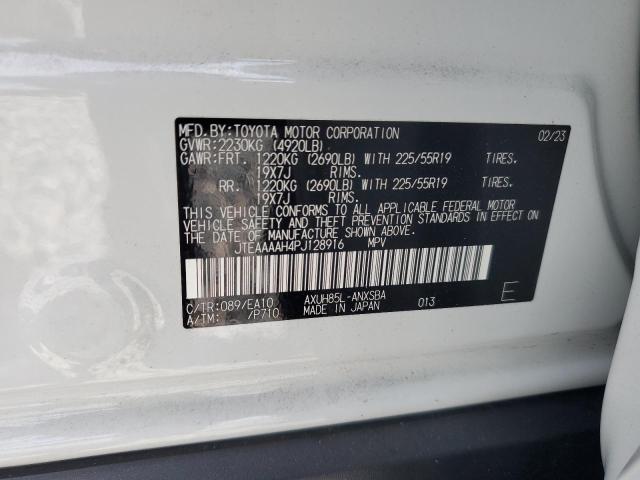 MFD.BY:TOYOTA MOTOR CORPORATION 02/23
GVWR:2230KG (4920LB)
GAWR:FRT. 1220KG (2690LB) WITH 225/55R19 TIRES.
19X7J RIMS.
RR. 1220KG (2690LB) WITH 225/55R19 TIRES.
19X7J RIMS.
THIS VEHICLE CONFORMS TO ALL APPLICABLE FEDERAL MOTOR
VEHICLE SAFETY AND THEFT PREVENTION STANDARDS IN EFFECT
ON THE DATE OF MANUFACTURE SHOWN ABOVE.
JTEAAAAH4PJ128916 MPV
C/TR:089/EA10 AXUH85L-ANXSBA 013 E
A/TM: /P710 MADE IN JAPAN